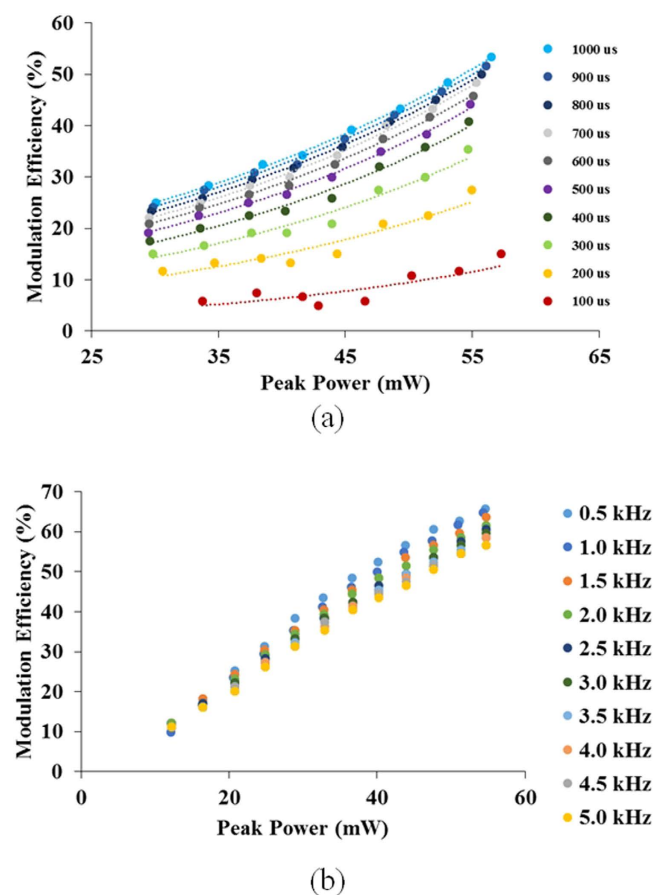 60
50
40
30
20
10
0
Modulation Efficiency (%)
25 35 45 55 65
Peak Power (mW)
1000 us
900 us
800 us
700 us
600 us
500 us
400 us
300 us
200 us
100 us
(a)
70
60
50
40
30
20
10
0
Modulation Efficiency (%)
0 20 40 60
Peak Power (mW)
0.5 kHz
1.0 kHz
1.5 kHz
2.0 kHz
2.5 kHz
3.0 kHz
3.5 kHz
4.0 kHz
4.5 kHz
5.0 kHz
(b)